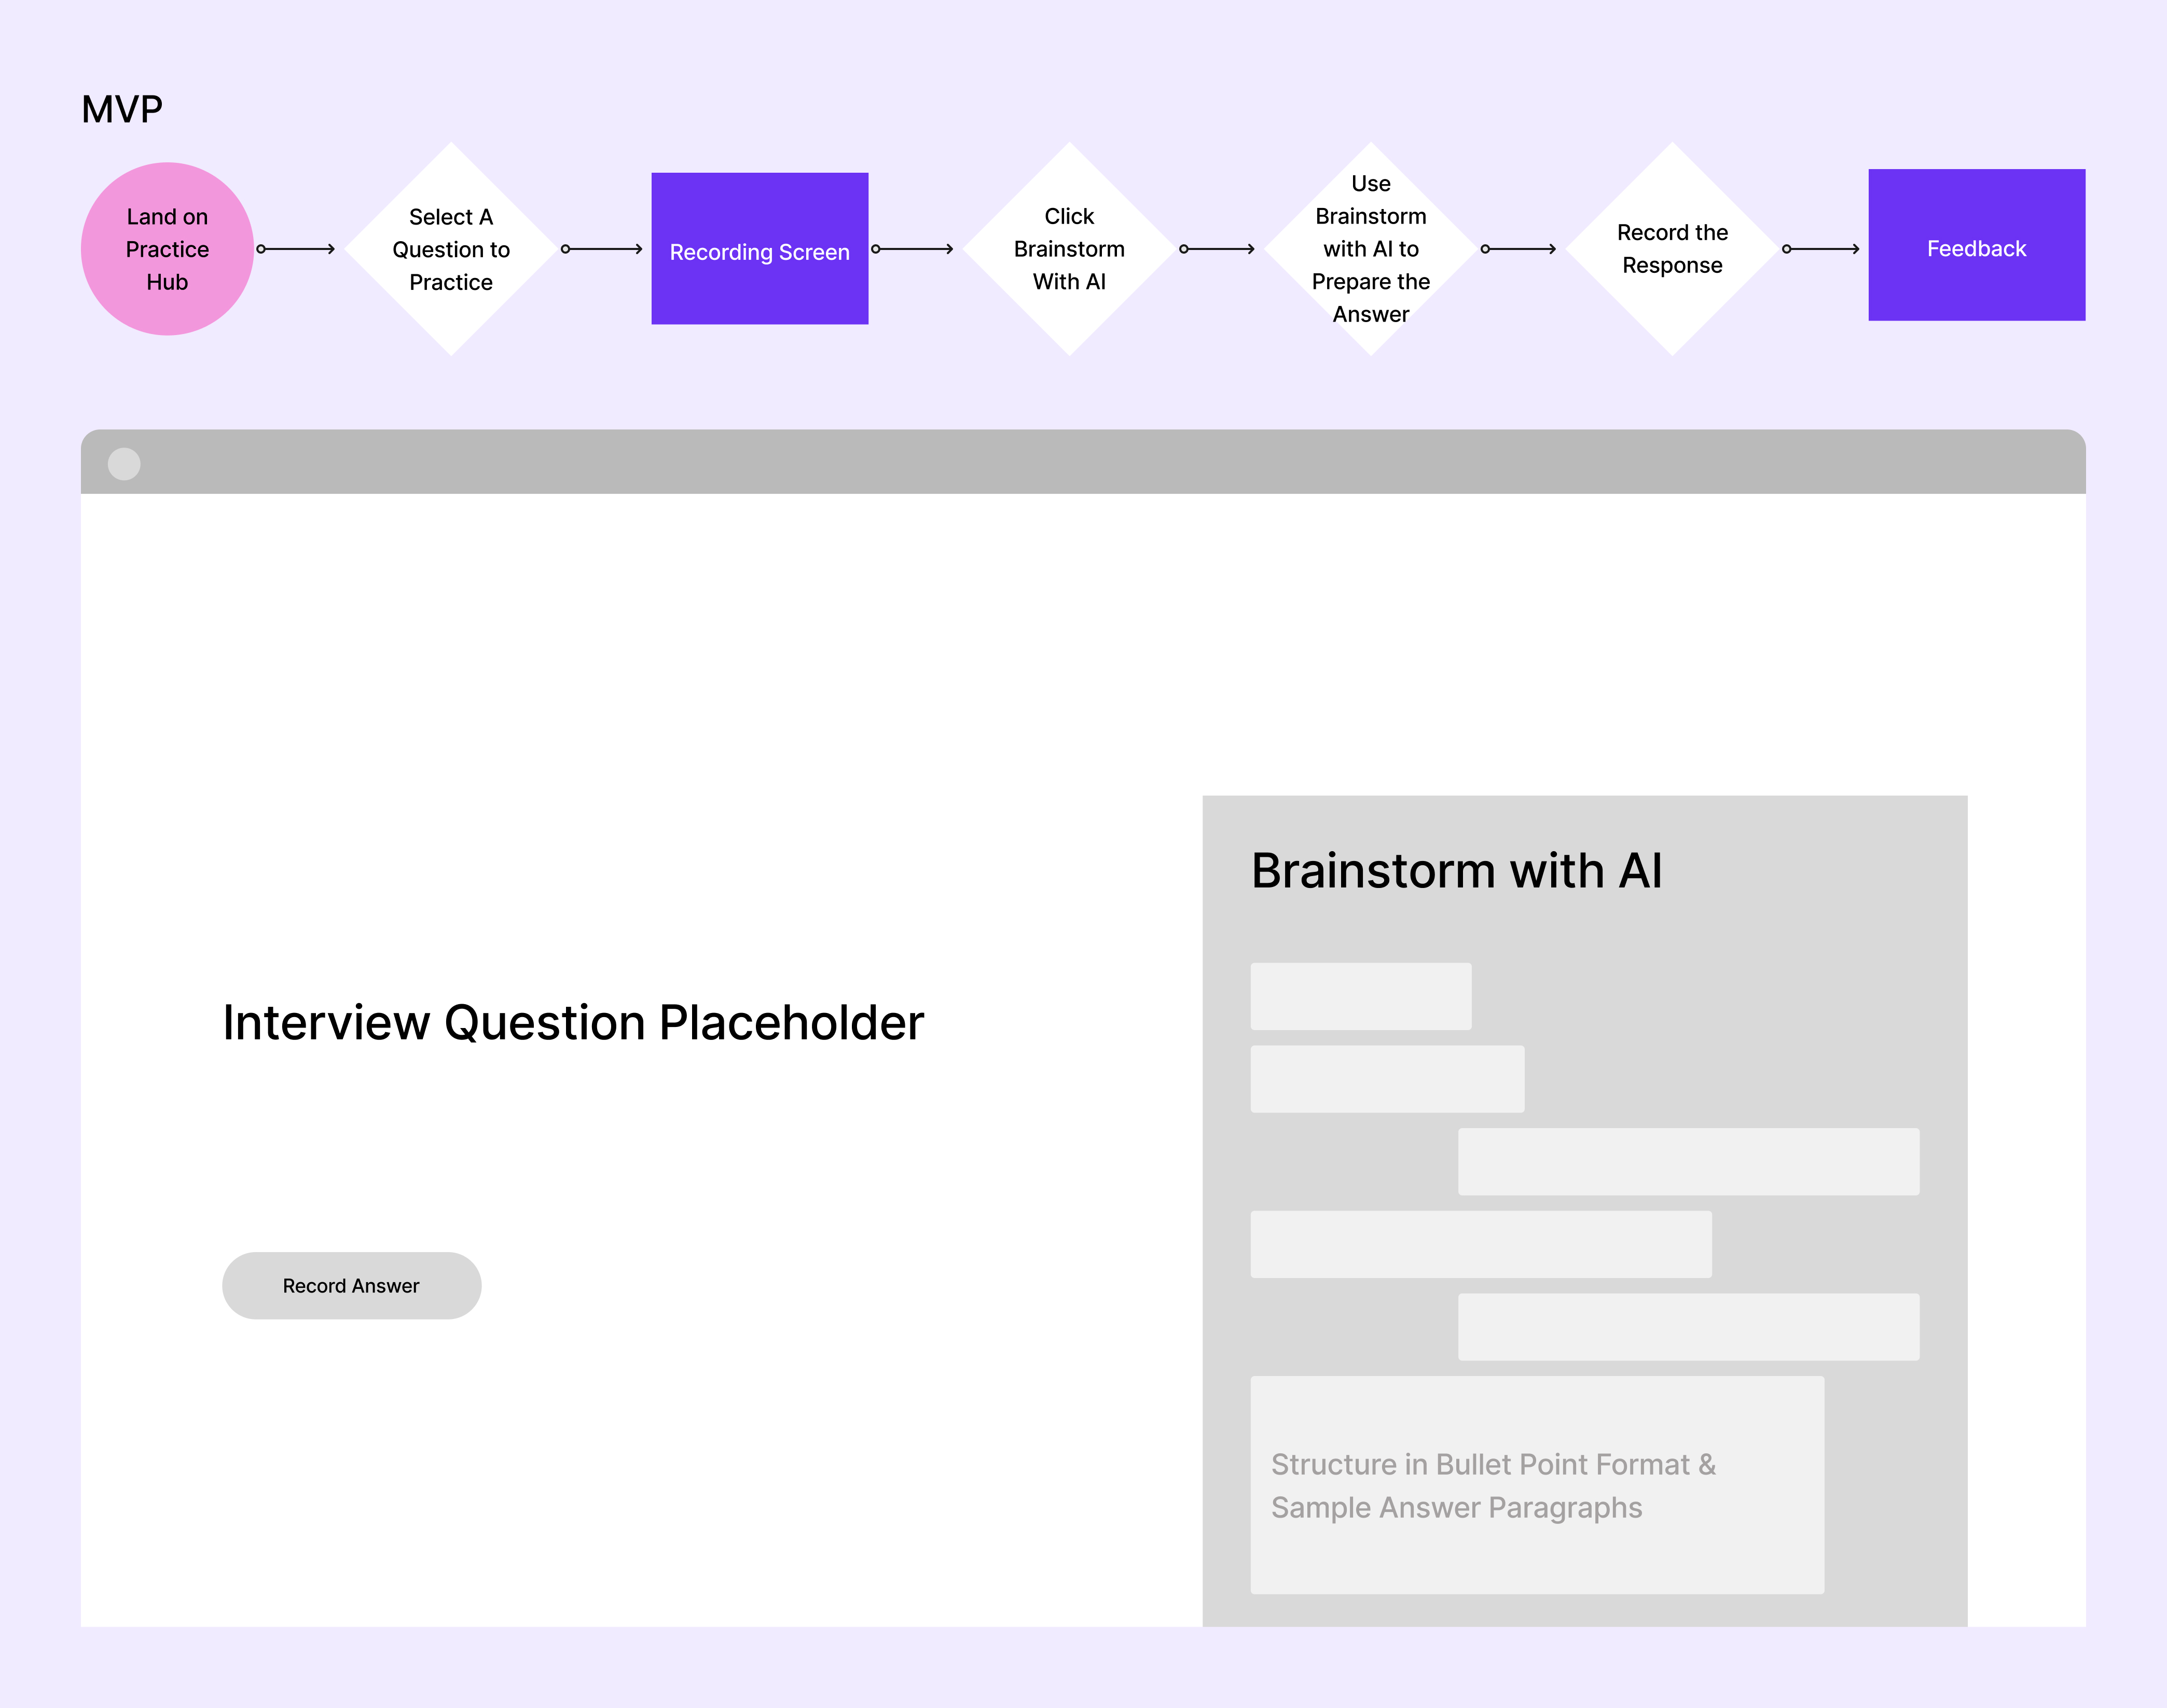 MVP
Land on
Practice
Hub
Select A
Question to
Practice
Recording Screen
Click
Brainstorm
With AI
Use
Brainstorm
with AI to
Prepare the
Answer
Record the
Response
Feedback
Brainstorm with AI
Interview Question Placeholder
Record Answer
Structure in Bullet Point Format &
Sample Answer Paragraphs